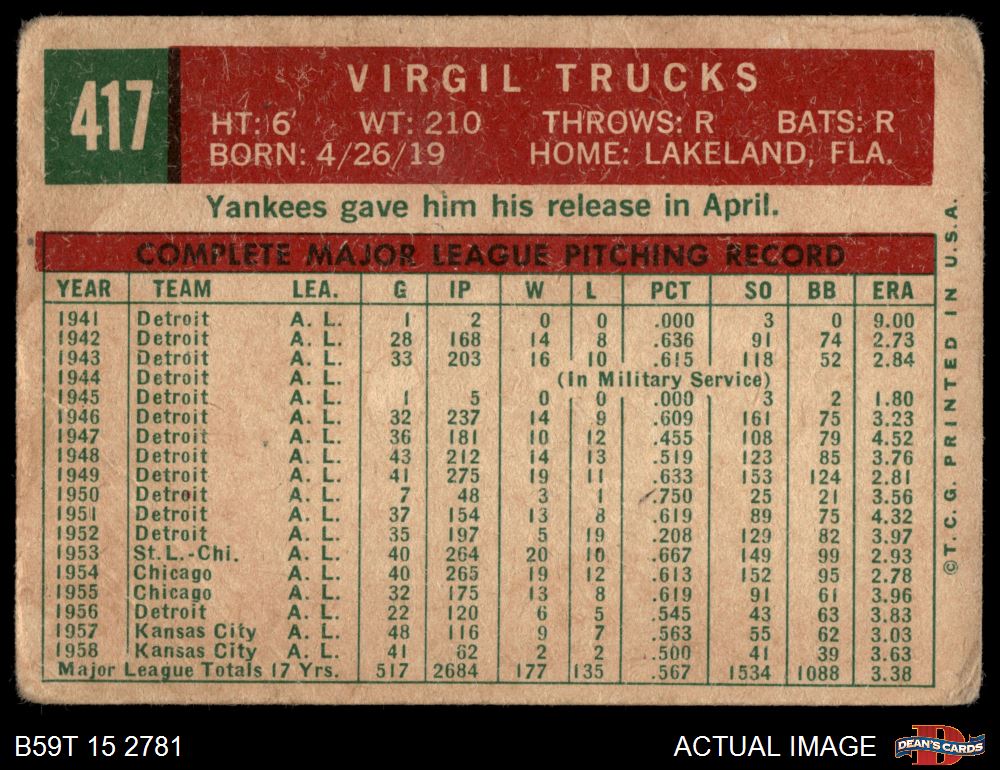 417
VIRGIL TRUCKS
HT: 6' WT: 210 THROWS: R BATS: R
BORN: 4/26/19 HOME: LAKELAND, FLA.
Yankees gave him his release in April.
COMPLETE MAJOR LEAGUE PITCHING RECORD
YEAR TEAM LEA. G IP W L PCT SO BB ERA
1941 Detroit A. L. 1 2 0 0 .000 3 0 9.00
1942 Detroit A. L. 28 168 14 8 .636 91 74 2.73
1943 Detroit A. L. 33 203 16 10 .615 118 52 2.84
1944 Detroit A. L. (In Military Service)
1945 Detroit A. L. 1 5 0 0 .000 3 2 1.80
1946 Detroit A. L. 32 237 14 9 .609 161 75 3.23
1947 Detroit A. L. 36 181 10 12 .455 108 79 4.52
1948 Detroit A. L. 43 212 14 13 .519 123 85 3.76
1949 Detroit A. L. 41 275 19 11 .633 153 124 2.81
1950 Detroit A. L. 7 48 3 1 .750 25 21 3.56
1951 Detroit A. L. 37 154 13 8 .619 89 75 4.32
1952 Detroit A. L. 35 197 5 19 .208 129 82 3.97
1953 St. L.-Chi. A. L. 40 264 20 10 .667 149 99 2.93
1954 Chicago A. L. 40 265 19 12 .613 152 95 2.78
1955 Chicago A. L. 32 175 13 8 .619 91 61 3.96
1956 Detroit A. L. 22 120 6 5 .545 43 63 3.83
1957 Kansas City A. L. 48 116 9 7 .563 55 62 3.03
1958 Kansas City A. L. 41 62 2 2 .500 41 39 3.63
Major League Totals 17 Yrs. 517 2684 177 135 .567 1534 1088 3.38
©T.C.G. PRINTED IN U.S.A.
B59T 15 2781
ACTUAL IMAGE
D
DEAN'S CARDS